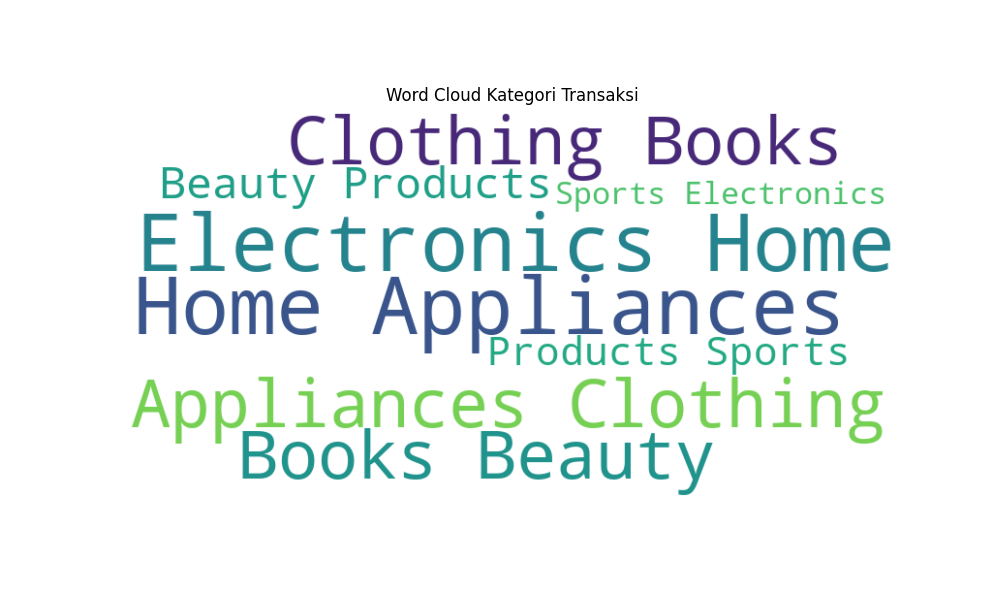 Word Cloud Kategori Transaksi
Clothing Books
Beauty Products
Sports Electronics
Electronics Home
Home Appliances
Products Sports
Appliances Clothing
Books Beauty